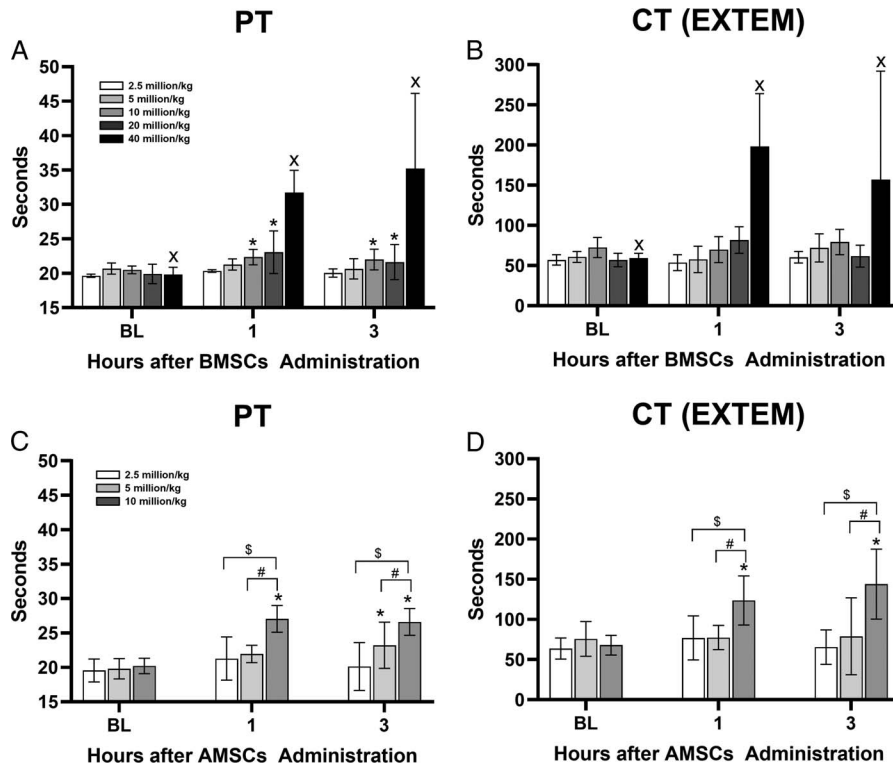 PT
A
50
45
40
35
30
25
20
15
Seconds
2.5 million/kg
5 million/kg
10 million/kg
20 million/kg
40 million/kg
X
* * X
* * X
BL 1 3
Hours after BMSCs Administration
CT (EXTEM)
B
300
250
200
150
100
50
0
Seconds
X
X
X
BL 1 3
Hours after BMSCs Administration
PT
C
50
45
40
35
30
25
20
15
Seconds
2.5 million/kg
5 million/kg
10 million/kg
$
#
*
$
#
* *
BL 1 3
Hours after AMSCs Administration
CT (EXTEM)
D
300
250
200
150
100
50
0
Seconds
$
#
*
$
#
*
BL 1 3
Hours after AMSCs Administration